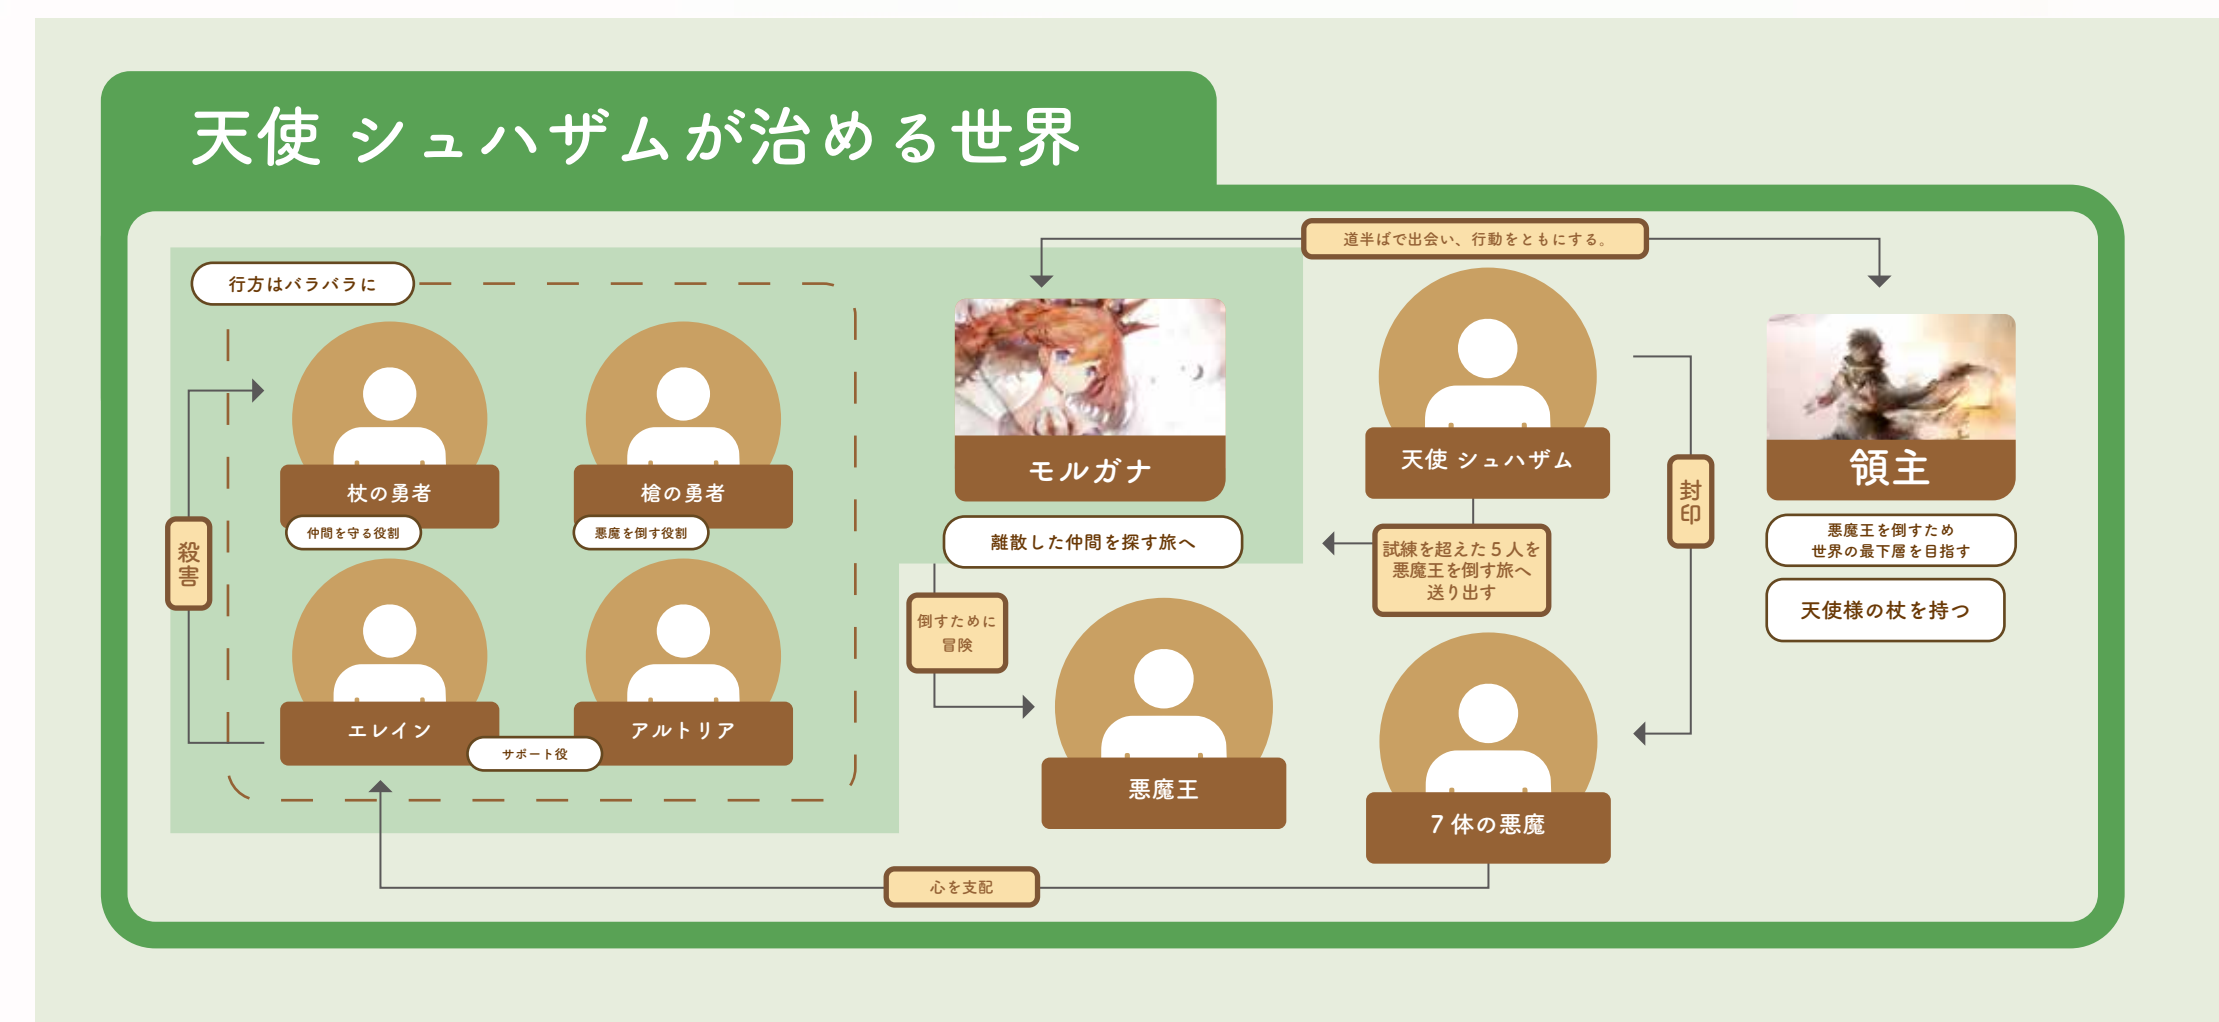 天使 シュハザムが治める世界
道半ばで出会い、行動をともにする。
行方はバラバラに
杖の勇者
仲間を守る役割
槍の勇者
悪魔を倒す役割
殺害
エレイン
アルトリア
サポート役
モルガナ
離散した仲間を探す旅へ
倒すために
冒険
悪魔王
天使 シュハザム
試練を超えた５人を
悪魔王を倒す旅へ
送り出す
封印
７体の悪魔
心を支配
領主
悪魔王を倒すため
世界の最下層を目指す
天使様の杖を持つ